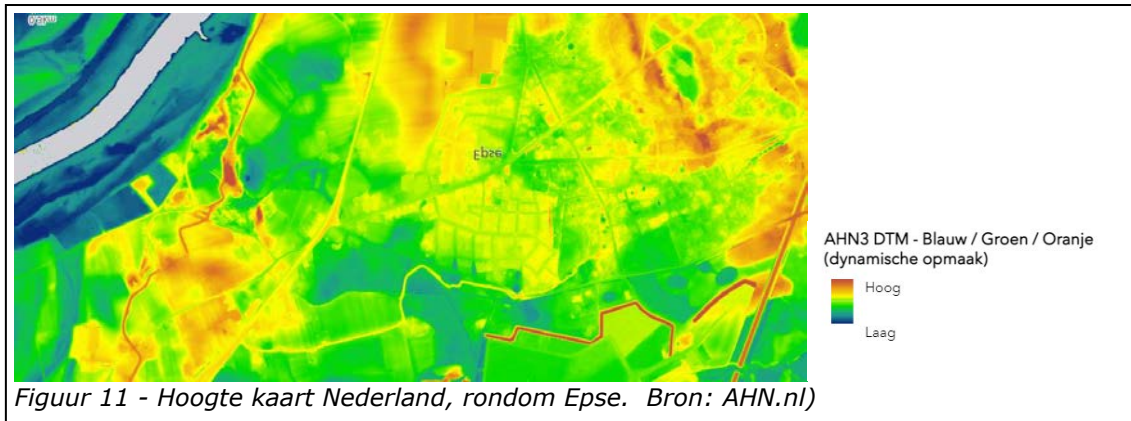 Epse
AHN3 DTM - Blauw / Groen / Oranje
(dynamische opmaak)
Hoog
Laag
Figuur 11 - Hoogte kaart Nederland, rondom Epse.  Bron: AHN.nl)